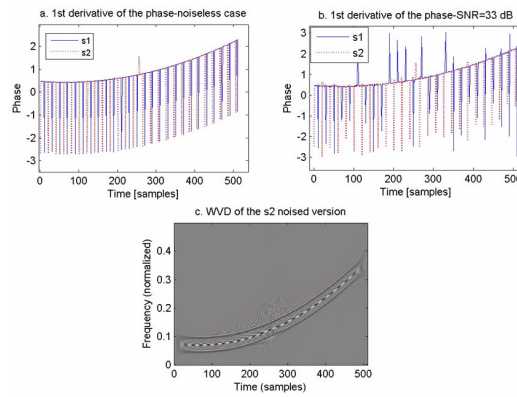 a. 1st derivative of the phase-noiseless case
s1
s2
Phase
3
2
1
0
-1
-2
-3
0 100 200 300 400 500
Time [samples]
b. 1st derivative of the phase-SNR=33 dB
s1
s2
Phase
3
2
1
0
-1
-2
-3
0 100 200 300 400 500
Time [samples]
c. WVD of the s2 noised version
Frequency (normalized)
0.4
0.3
0.2
0.1
0
0 100 200 300 400 500
Time (samples)